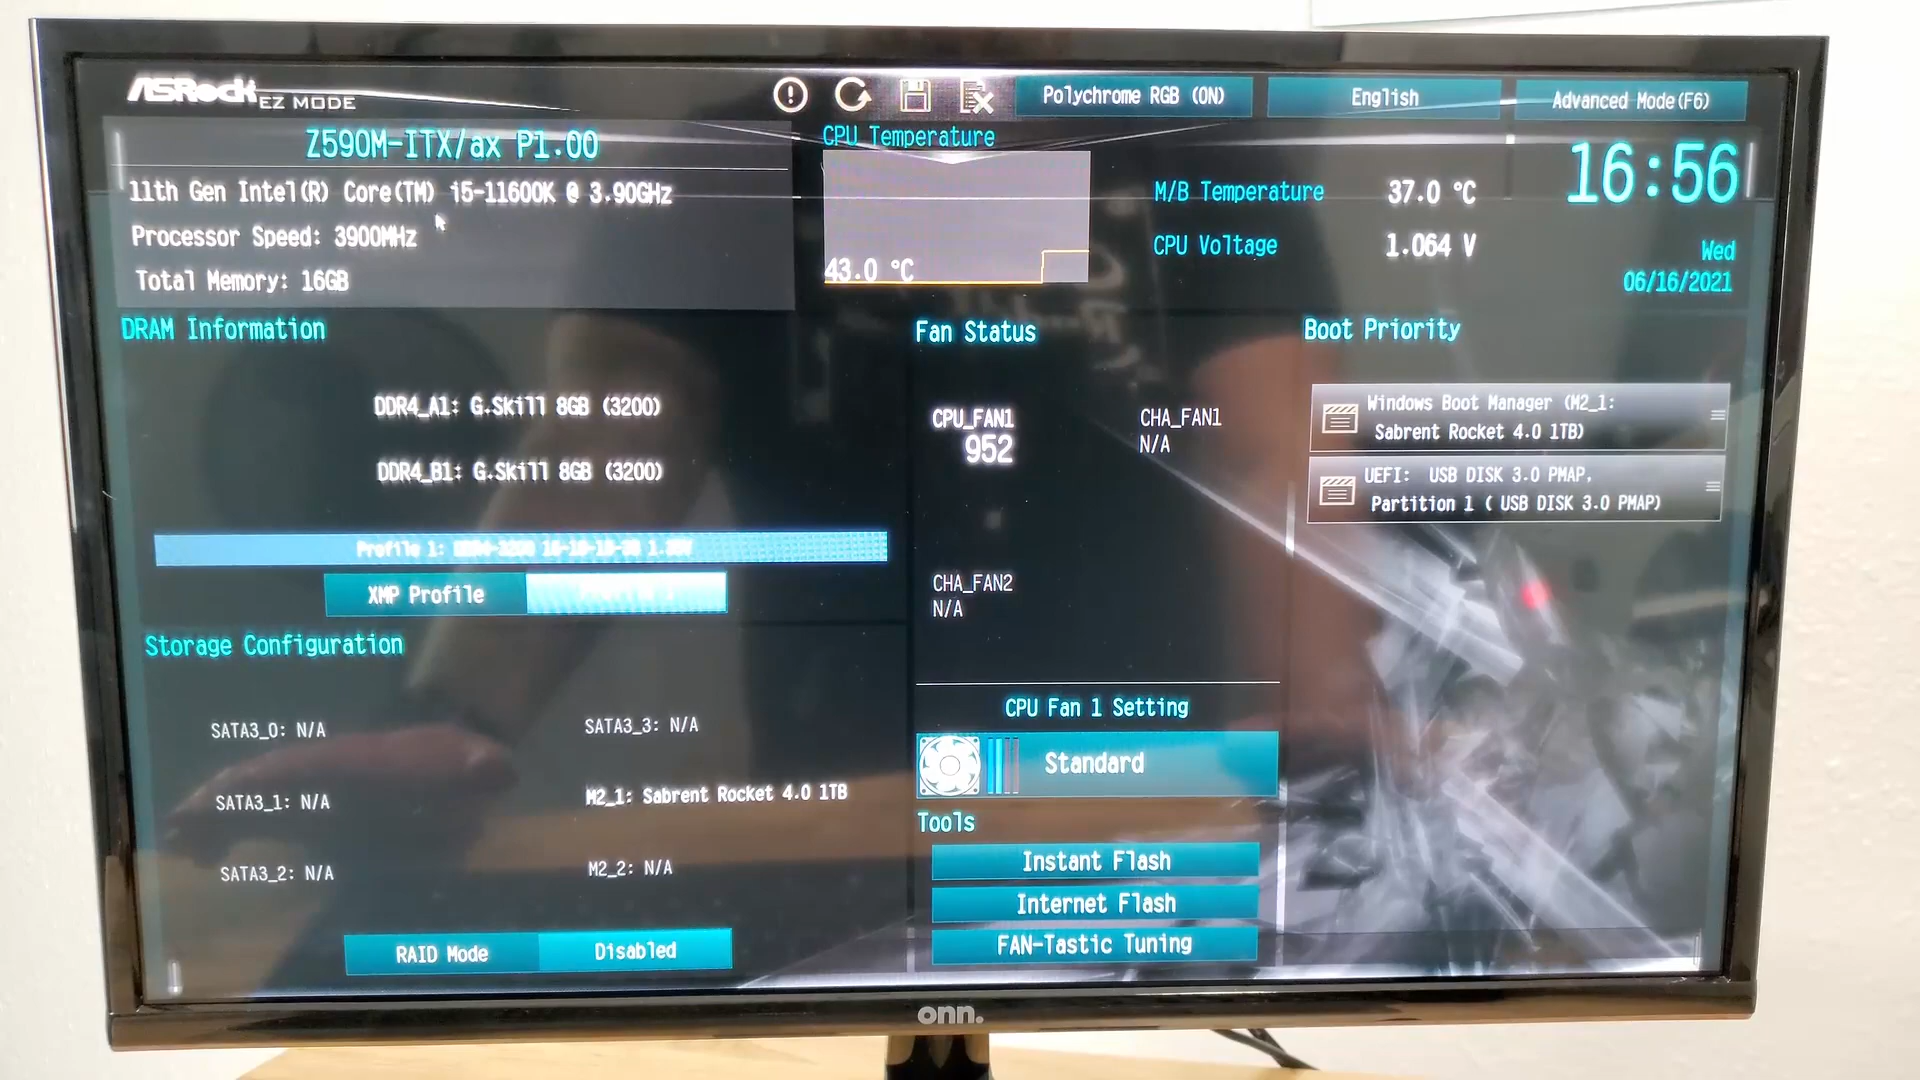 ASRock EZ MODE
Polychrome RGB (ON)
English
Advanced Mode(F6)
Z590M-ITX/ax P1.00
11th Gen Intel(R) Core(TM) i5-11600K @ 3.90GHz
Processor Speed: 3900MHz
Total Memory: 16GB
CPU Temperature
43.0 °C
M/B Temperature 37.0 °C
CPU Voltage 1.064 V
16:56
Wed
06/16/2021
DRAM Information
DDR4_A1: G.Skill 8GB (3200)
DDR4_B1: G.Skill 8GB (3200)
Profile 1:
XMP Profile
Storage Configuration
SATA3_0: N/A
SATA3_3: N/A
SATA3_1: N/A
M2_1: Sabrent Rocket 4.0 1TB
SATA3_2: N/A
M2_2: N/A
RAID Mode
Disabled
Fan Status
CPU_FAN1
952
CHA_FAN1
N/A
CHA_FAN2
N/A
CPU Fan 1 Setting
Standard
Tools
Instant Flash
Internet Flash
FAN-Tastic Tuning
Boot Priority
Windows Boot Manager (M2_1:
Sabrent Rocket 4.0 1TB)
UEFI: USB DISK 3.0 PMAP,
Partition 1 ( USB DISK 3.0 PMAP)
onn.